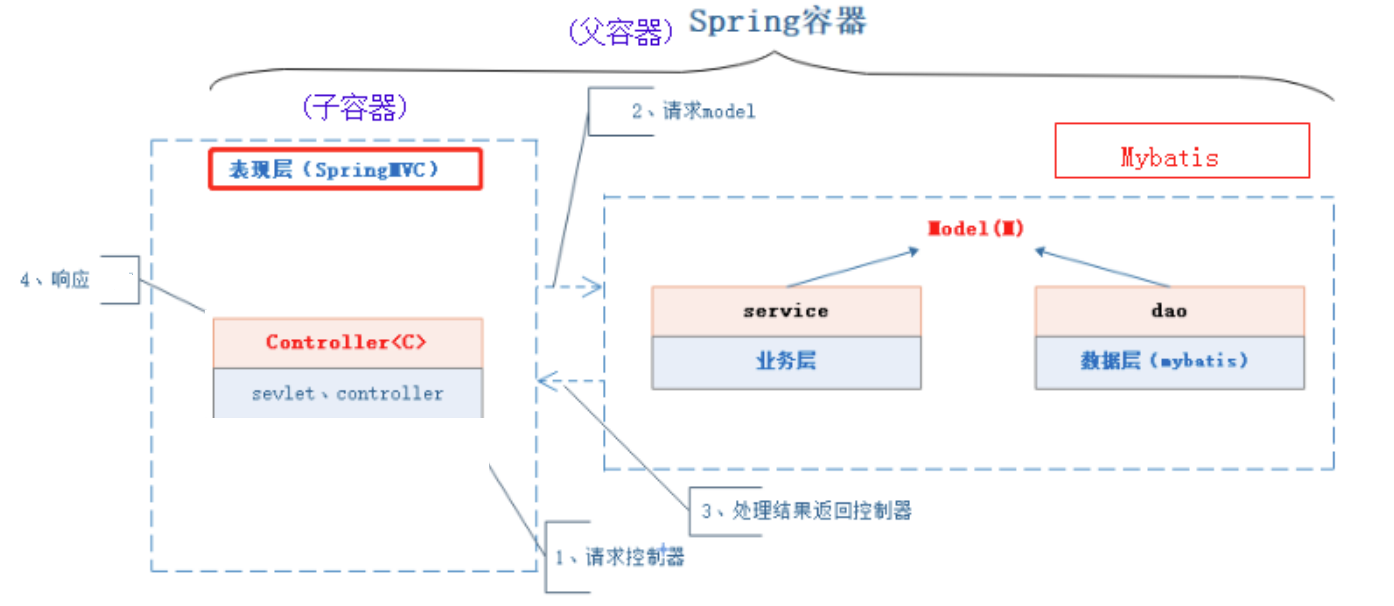 (父容器) Spring容器
(子容器)
2、请求model
表现层（SpringMVC）
Mybatis
Model(M)
4、响应
service
dao
Controller<C>
业务层
数据层（mybatis）
sevlet、controller
3、处理结果返回控制器
1、请求控制器